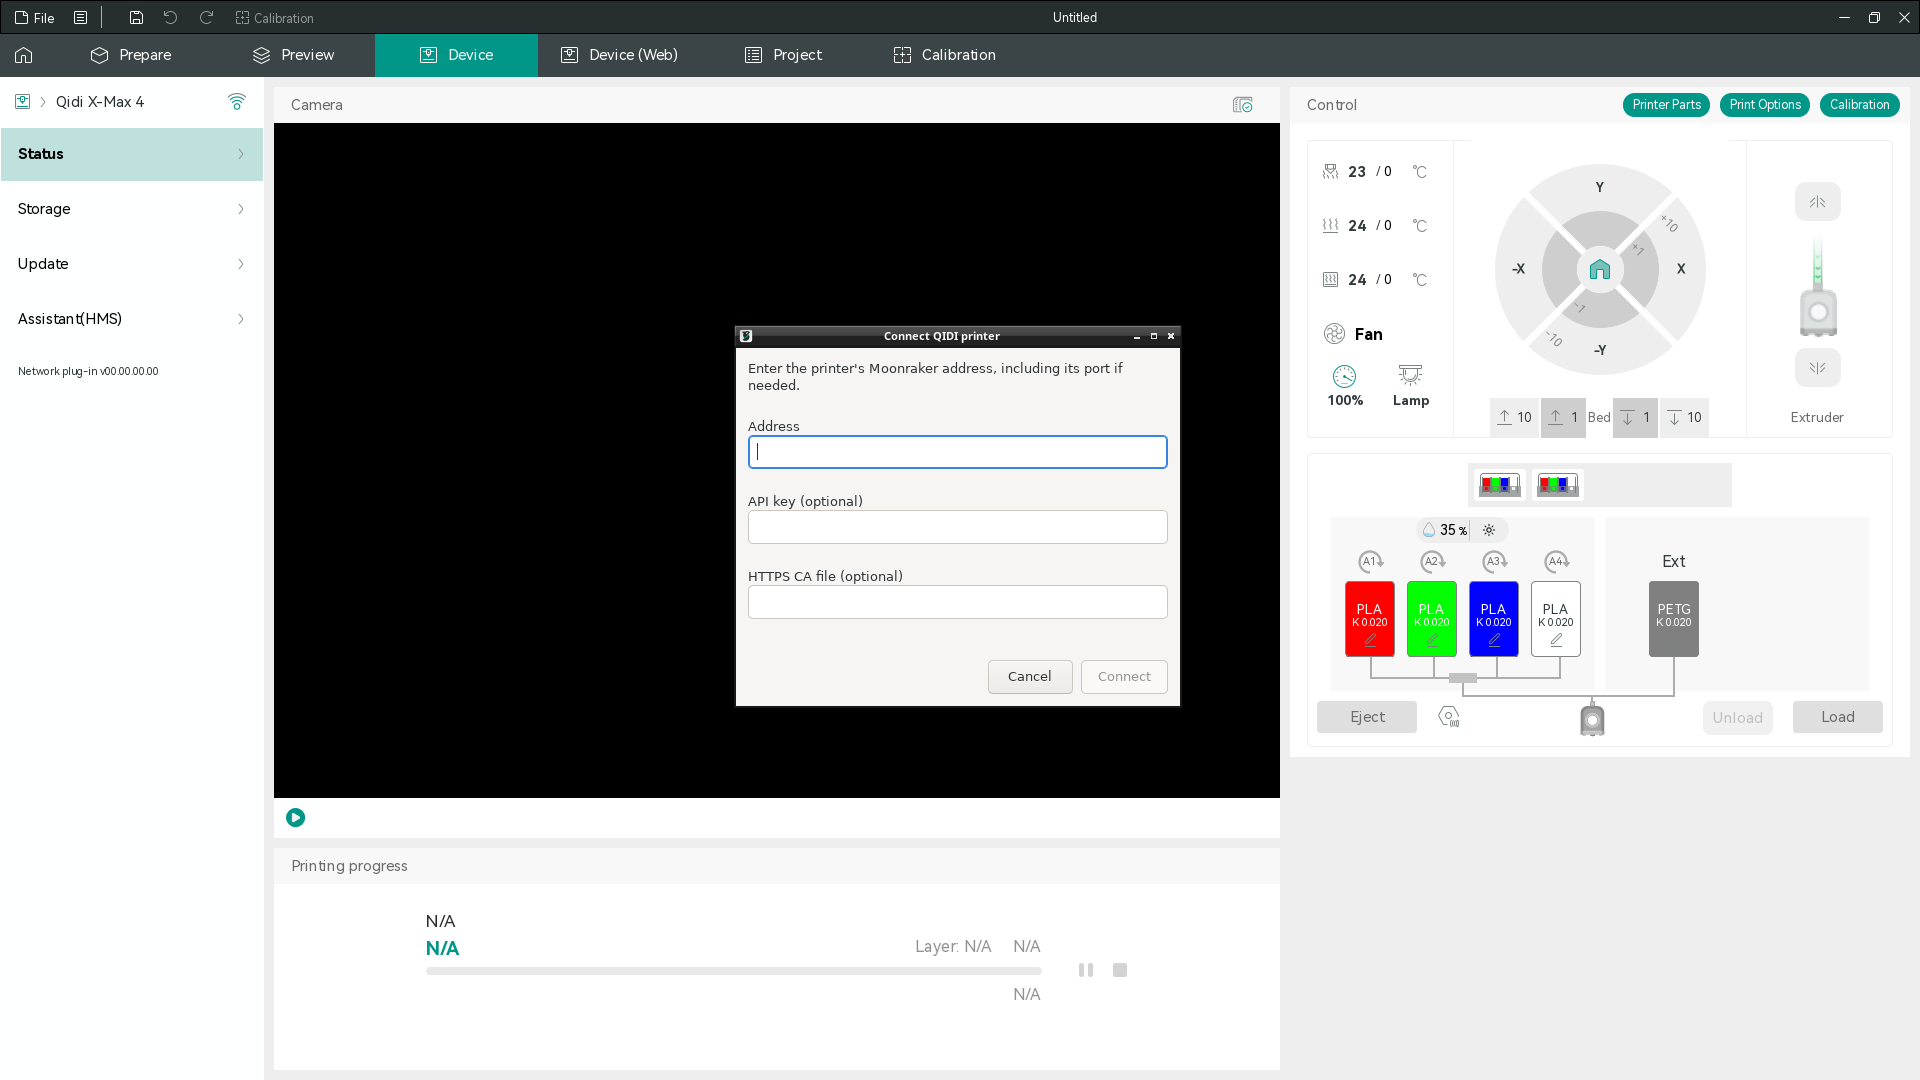 File
Calibration
Untitled
Prepare
Preview
Device
Device (Web)
Project
Calibration
Qidi X-Max 4
Status
Storage
Update
Assistant(HMS)
Network plug-in v00.00.00.00
Camera
Control
Printer Parts
Print Options
Calibration
23 / 0 °C
24 / 0 °C
24 / 0 °C
Fan
100%
Lamp
Y
+10
+1
-X
X
-1
-10
-Y
10
1
Bed
1
10
Extruder
Connect QIDI printer
Enter the printer's Moonraker address, including its port if
needed.
Address
API key (optional)
HTTPS CA file (optional)
Cancel
Connect
35 %
A1
A2
A3
A4
Ext
PLA
K 0.020
PLA
K 0.020
PLA
K 0.020
PLA
K 0.020
PETG
K 0.020
Eject
Unload
Load
Printing progress
N/A
N/A
Layer: N/A
N/A
N/A